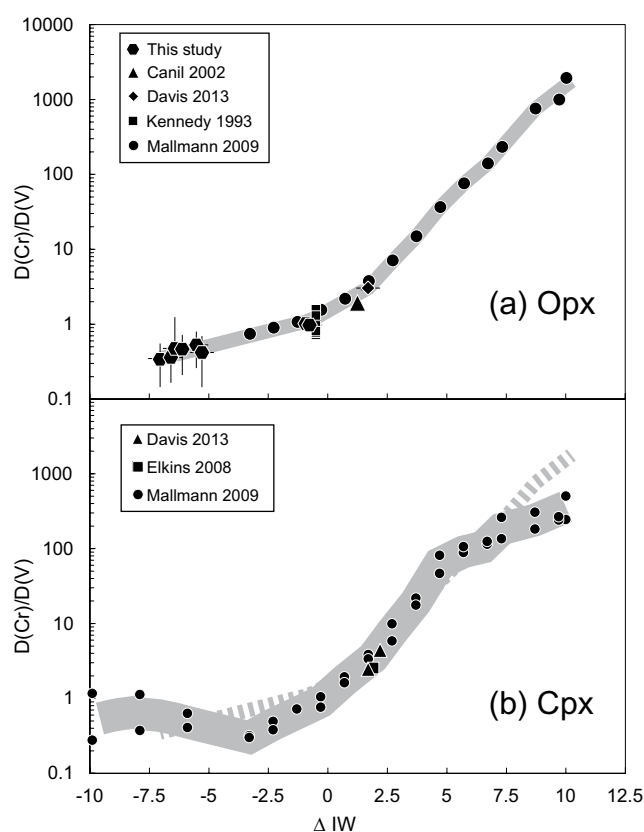 10000
1000
100
10
1
0.1
D(Cr)/D(V)
This study
Canil 2002
Davis 2013
Kennedy 1993
Mallmann 2009
(a) Opx
1000
100
10
1
0.1
D(Cr)/D(V)
Davis 2013
Elkins 2008
Mallmann 2009
(b) Cpx
-10 -7.5 -5 -2.5 0 2.5 5 7.5 10 12.5
Δ IW